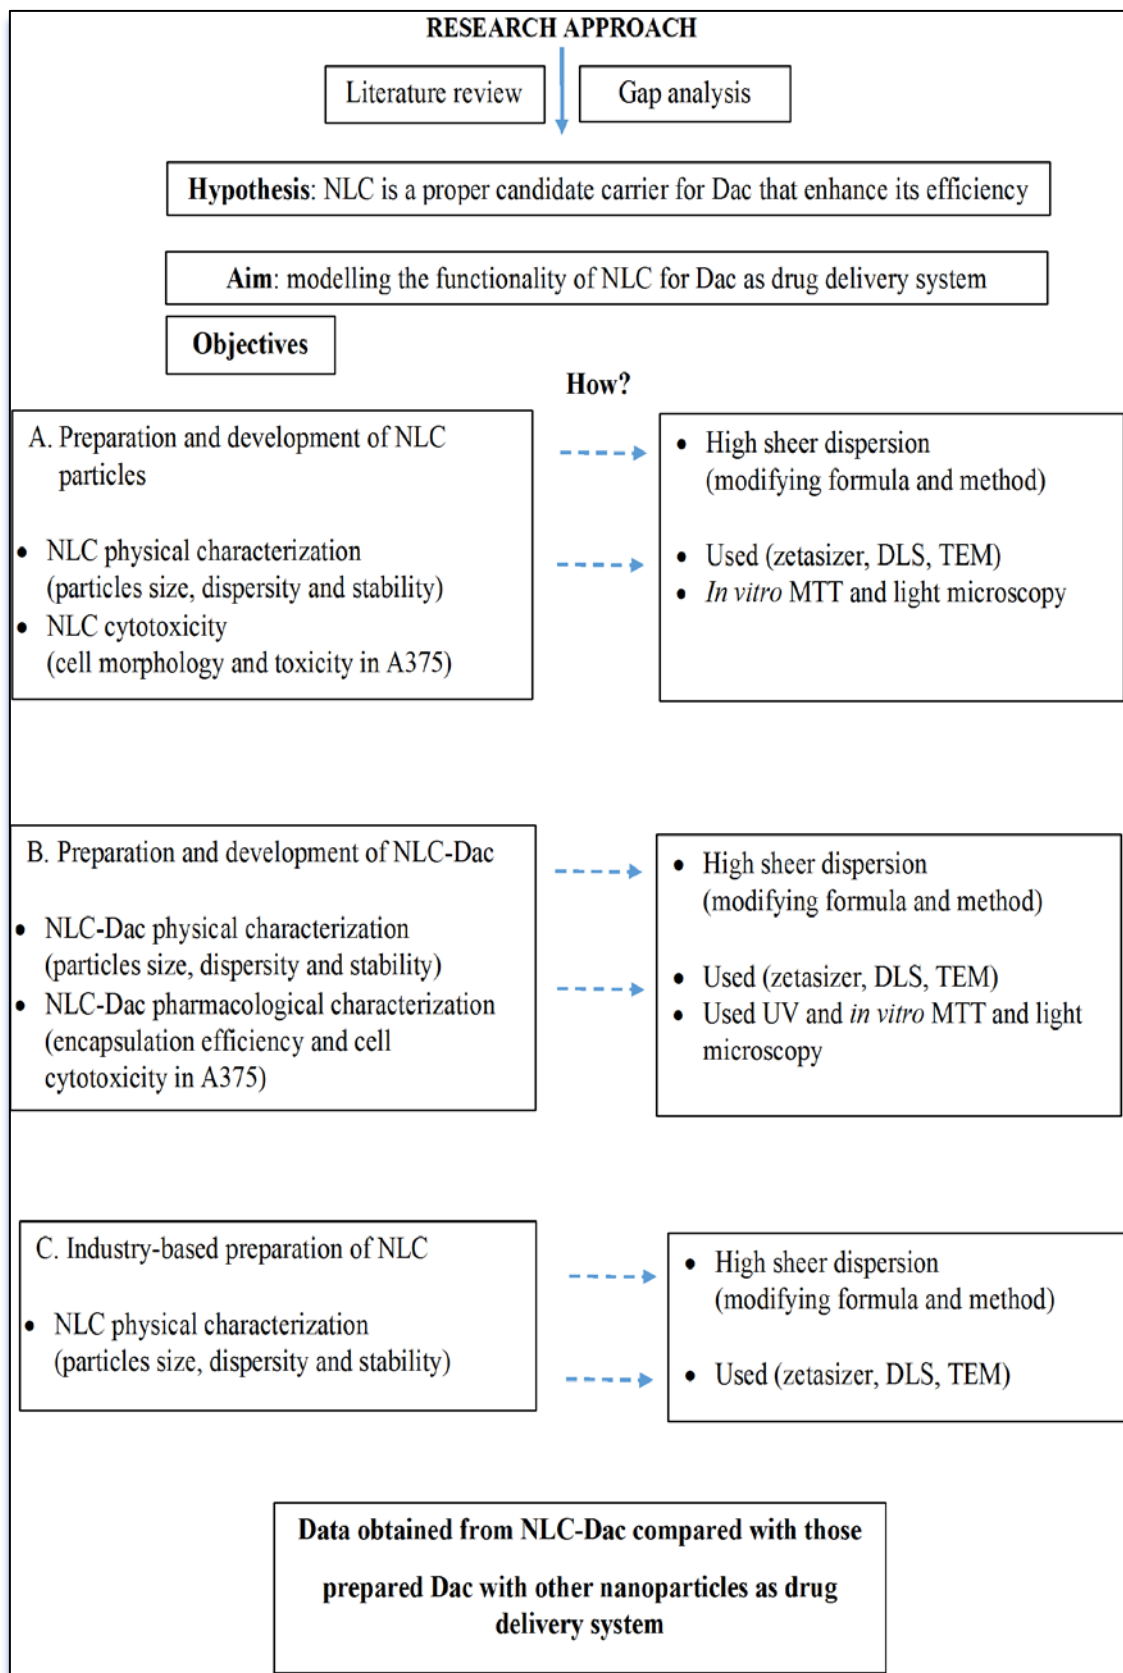 RESEARCH APPROACH
Literature review
Gap analysis
Hypothesis: NLC is a proper candidate carrier for Dac that enhance its efficiency
Aim: modelling the functionality of NLC for Dac as drug delivery system
Objectives
How?
A. Preparation and development of NLC
particles
• NLC physical characterization
(particles size, dispersity and stability)
• NLC cytotoxicity
(cell morphology and toxicity in A375)
• High sheer dispersion
(modifying formula and method)
• Used (zetasizer, DLS, TEM)
• In vitro MTT and light microscopy
B. Preparation and development of NLC-Dac
• NLC-Dac physical characterization
(particles size, dispersity and stability)
• NLC-Dac pharmacological characterization
(encapsulation efficiency and cell
cytotoxicity in A375)
• High sheer dispersion
(modifying formula and method)
• Used (zetasizer, DLS, TEM)
• Used UV and in vitro MTT and light
microscopy
C. Industry-based preparation of NLC
• NLC physical characterization
(particles size, dispersity and stability)
• High sheer dispersion
(modifying formula and method)
• Used (zetasizer, DLS, TEM)
Data obtained from NLC-Dac compared with those
prepared Dac with other nanoparticles as drug
delivery system